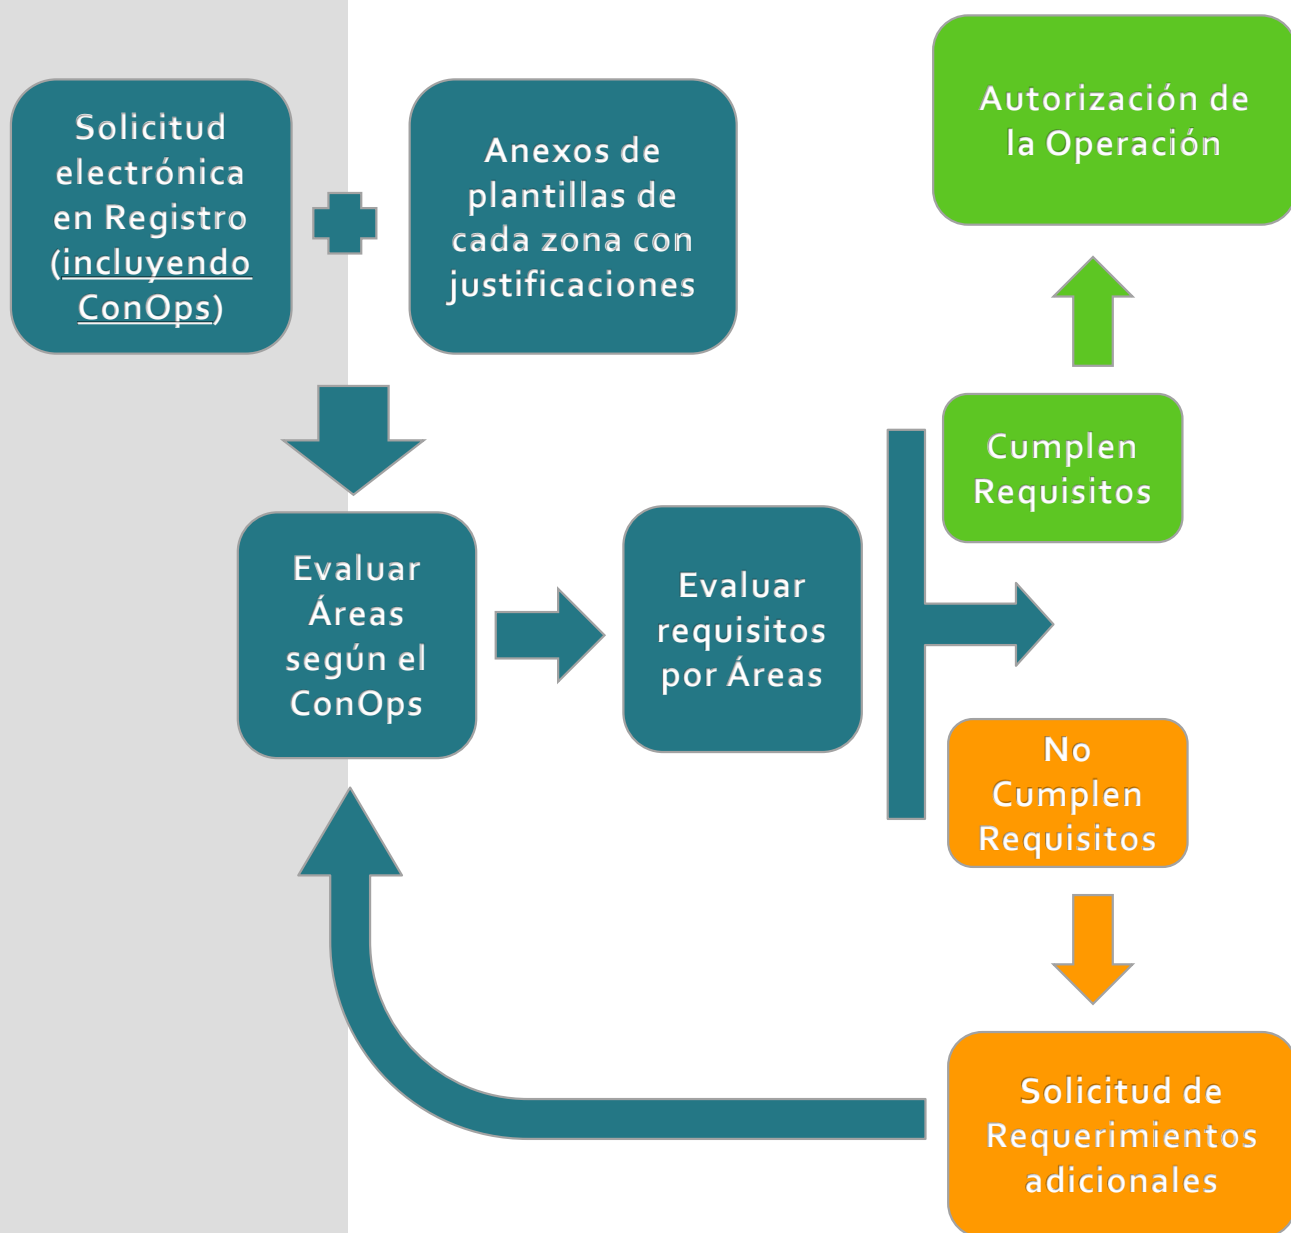 Solicitud
electrónica
en Registro
(incluyendo
ConOps)
Anexos de
plantillas de
cada zona con
justificaciones
Autorización de
la Operación
Cumplen
Requisitos
Evaluar
Áreas
según el
ConOps
Evaluar
requisitos
por Áreas
No
Cumplen
Requisitos
Solicitud de
Requerimientos
adicionales